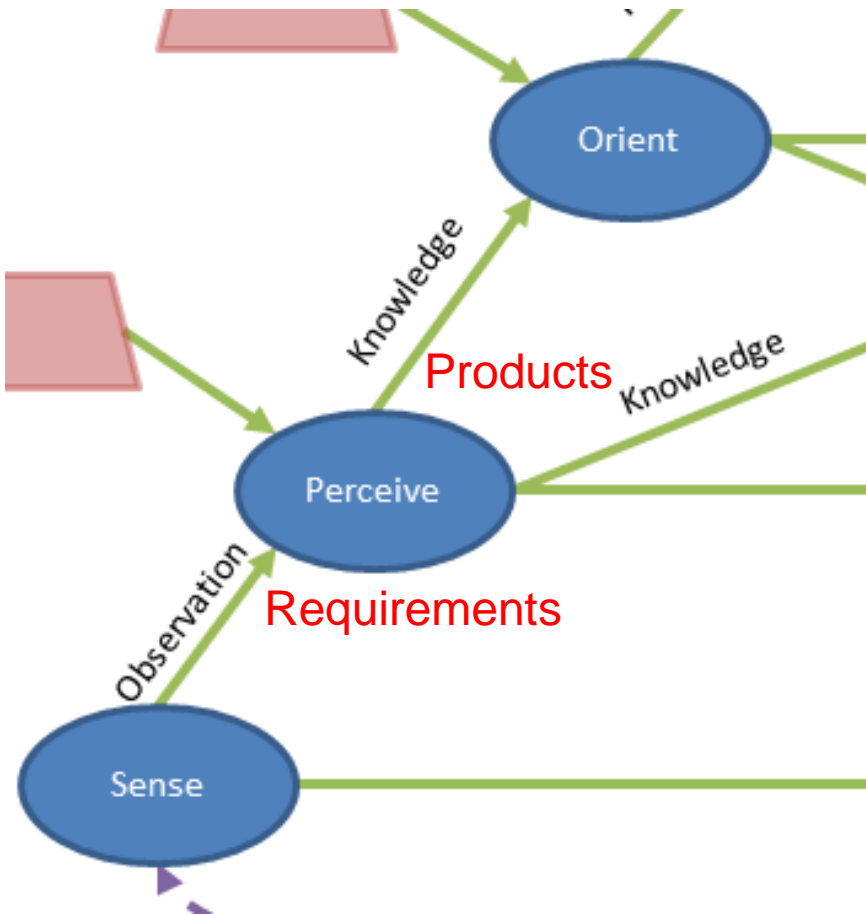 Orient
Knowledge
Products
Knowledge
Perceive
Observation
Requirements
Sense